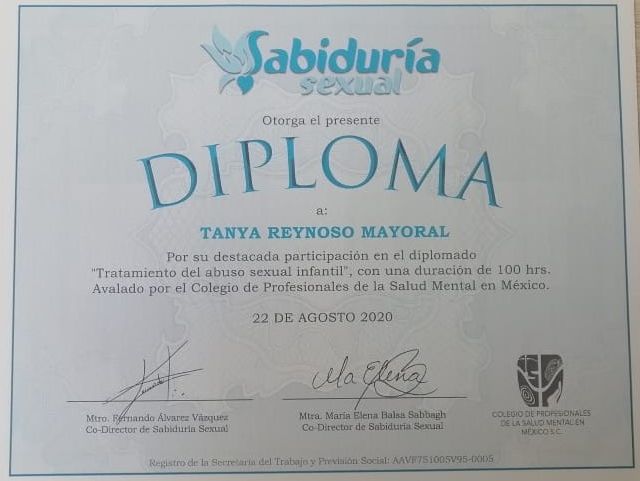 Sabiduría
sexual
Otorga el presente
DIPLOMA
a:
TANYA REYNOSO MAYORAL
Por su destacada participación en el diplomado
"Tratamiento del abuso sexual infantil", con una duración de 100 hrs.
Avalado por el Colegio de Profesionales de la Salud Mental en México.
22 DE AGOSTO 2020
Ma Elena
Mtro. Fernando Álvarez Vázquez
Co-Director de Sabiduría Sexual
Mtra. María Elena Balsa Sabbagh
Co-Director de Sabiduría Sexual
COLEGIO DE PROFESIONALES
DE LA SALUD MENTAL EN
MÉXICO S.C.
Registro de la Secretaría del Trabajo y Previsión Social: AAVF751005V95-0005